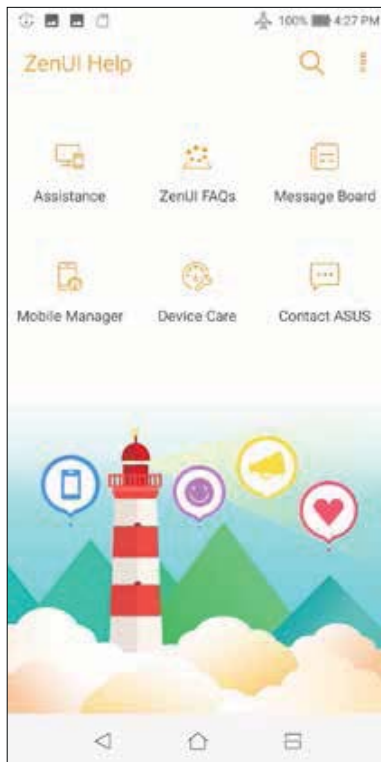 100% 4:27 PM
ZenUI Help
Assistance ZenUI FAQs Message Board
Mobile Manager Device Care Contact ASUS